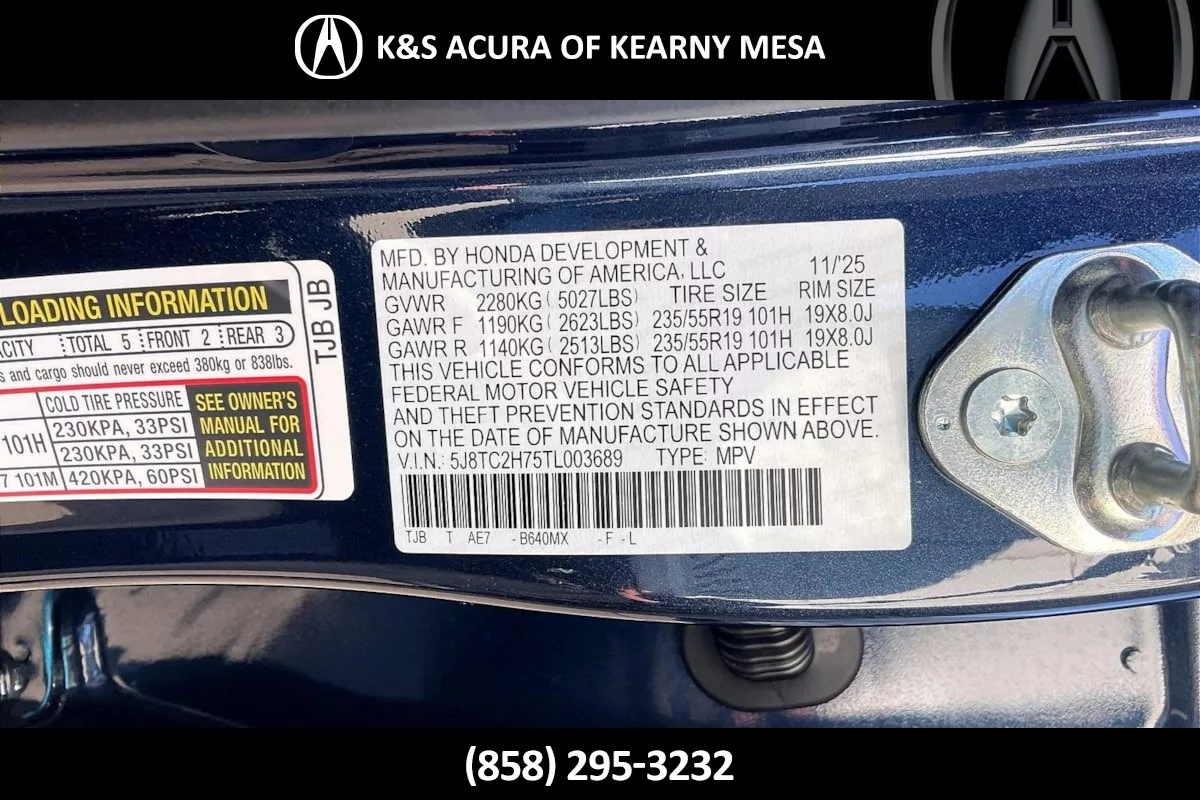 K&S ACURA OF KEARNY MESA
LOADING INFORMATION
TOTAL 5 FRONT 2 REAR 3
and cargo should never exceed 380kg or 838lbs.
COLD TIRE PRESSURE
101H 230KPA, 33PSI
230KPA, 33PSI
101M 420KPA, 60PSI
SEE OWNER'S
MANUAL FOR
ADDITIONAL
INFORMATION
TJB JB
MFD. BY HONDA DEVELOPMENT &
MANUFACTURING OF AMERICA, LLC 11/'25
GVWR 2280KG ( 5027LBS) TIRE SIZE RIM SIZE
GAWR F 1190KG ( 2623LBS) 235/55R19 101H 19X8.0J
GAWR R 1140KG ( 2513LBS) 235/55R19 101H 19X8.0J
THIS VEHICLE CONFORMS TO ALL APPLICABLE
FEDERAL MOTOR VEHICLE SAFETY
AND THEFT PREVENTION STANDARDS IN EFFECT
ON THE DATE OF MANUFACTURE SHOWN ABOVE.
V.I.N.: 5J8TC2H75TL003689 TYPE: MPV
TJB T AE7 -B640MX -F -L
(858) 295-3232